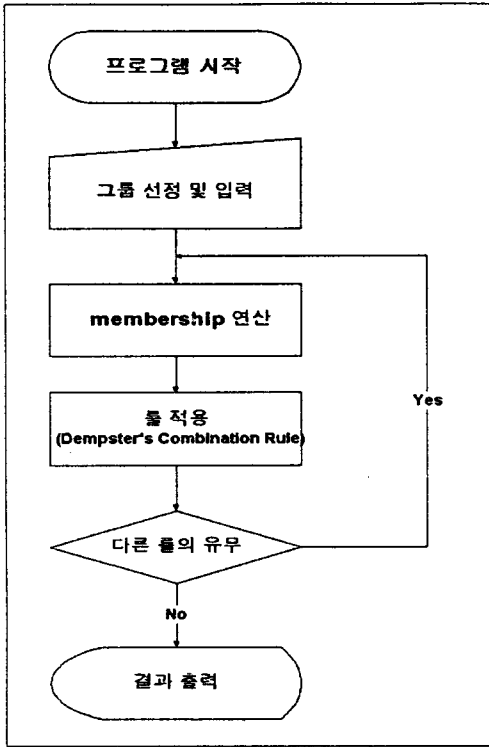 프로그램 시작
그룹 선정 및 입력
membership 연산
룰 적용
(Dempster's Combination Rule)
Yes
다른 룰의 유무
No
결과 출력